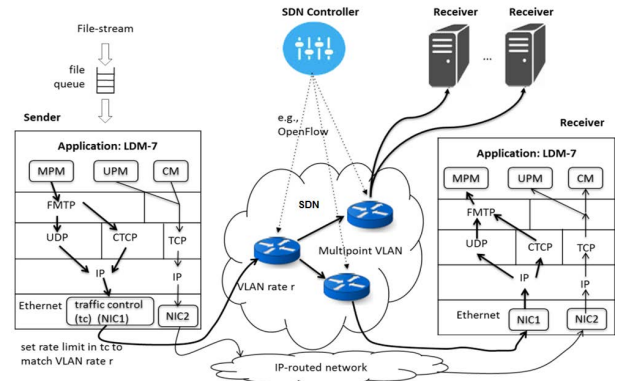 File-stream
file
queue
Sender
Application: LDM-7
MPM
UPM
CM
FMTP
UDP
CTCP
TCP
IP
IP
Ethernet
traffic control
(tc) (NIC1)
NIC2
set rate limit in tc to
match VLAN rate r
SDN Controller
e.g.,
OpenFlow
SDN
Multipoint VLAN
VLAN rate r
IP-routed network
Receiver
Receiver
...
Receiver
Application: LDM-7
MPM
UPM
CM
FMTP
UDP
CTCP
TCP
IP
IP
Ethernet
NIC1
NIC2